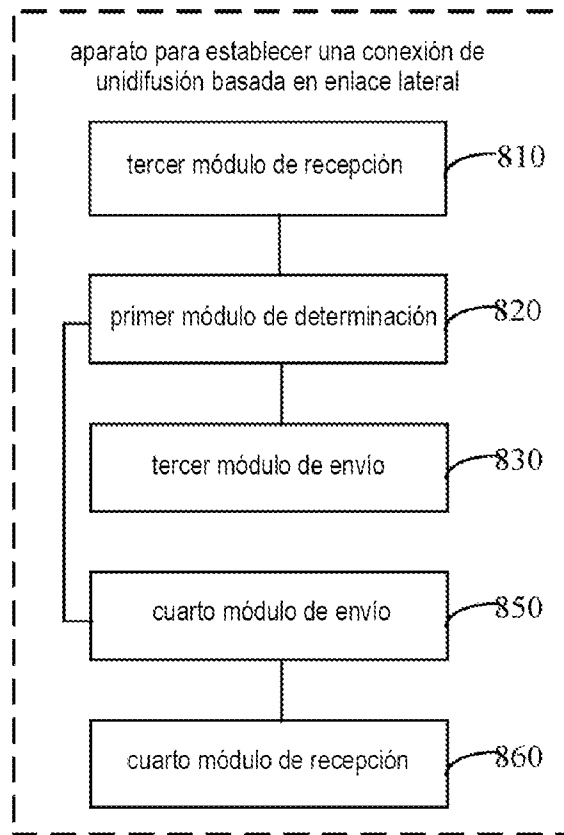 aparato para establecer una conexión de
unidifusión basada en enlace lateral
tercer módulo de recepción
810
primer módulo de determinación
820
tercer módulo de envío
830
cuarto módulo de envío
850
cuarto módulo de recepción
860